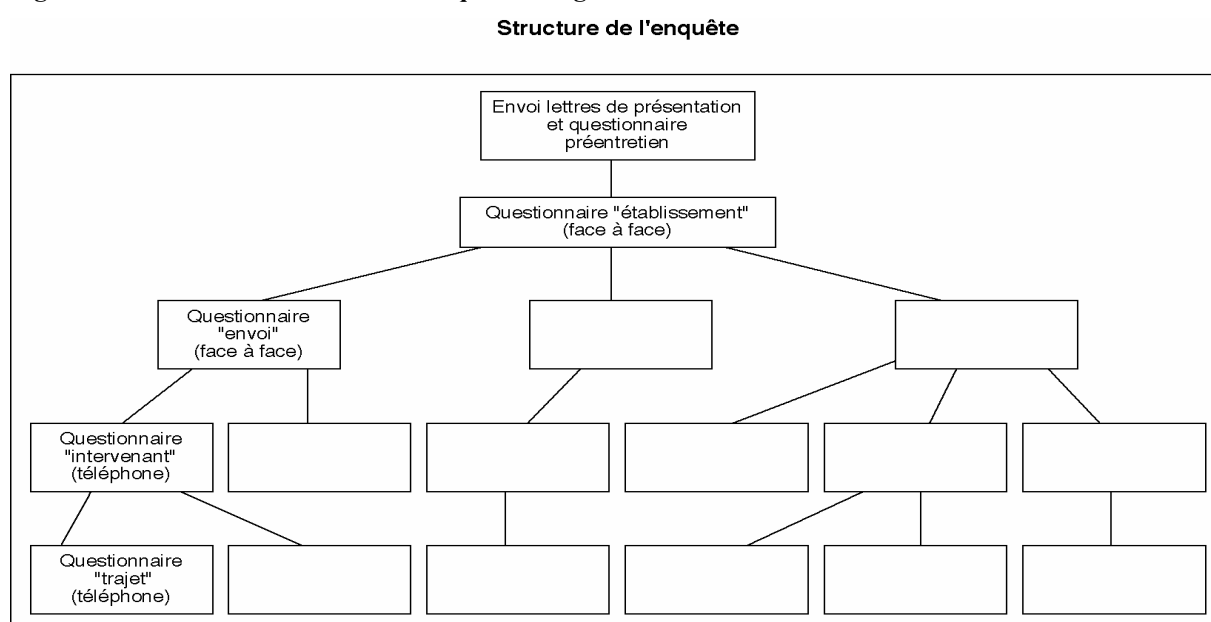 Structure de l'enquête
Envoi lettres de présentation
et questionnaire
préentretien
Questionnaire "établissement"
(face à face)
Questionnaire
"envoi"
(face à face)
Questionnaire
"intervenant"
(téléphone)
Questionnaire
"trajet"
(téléphone)